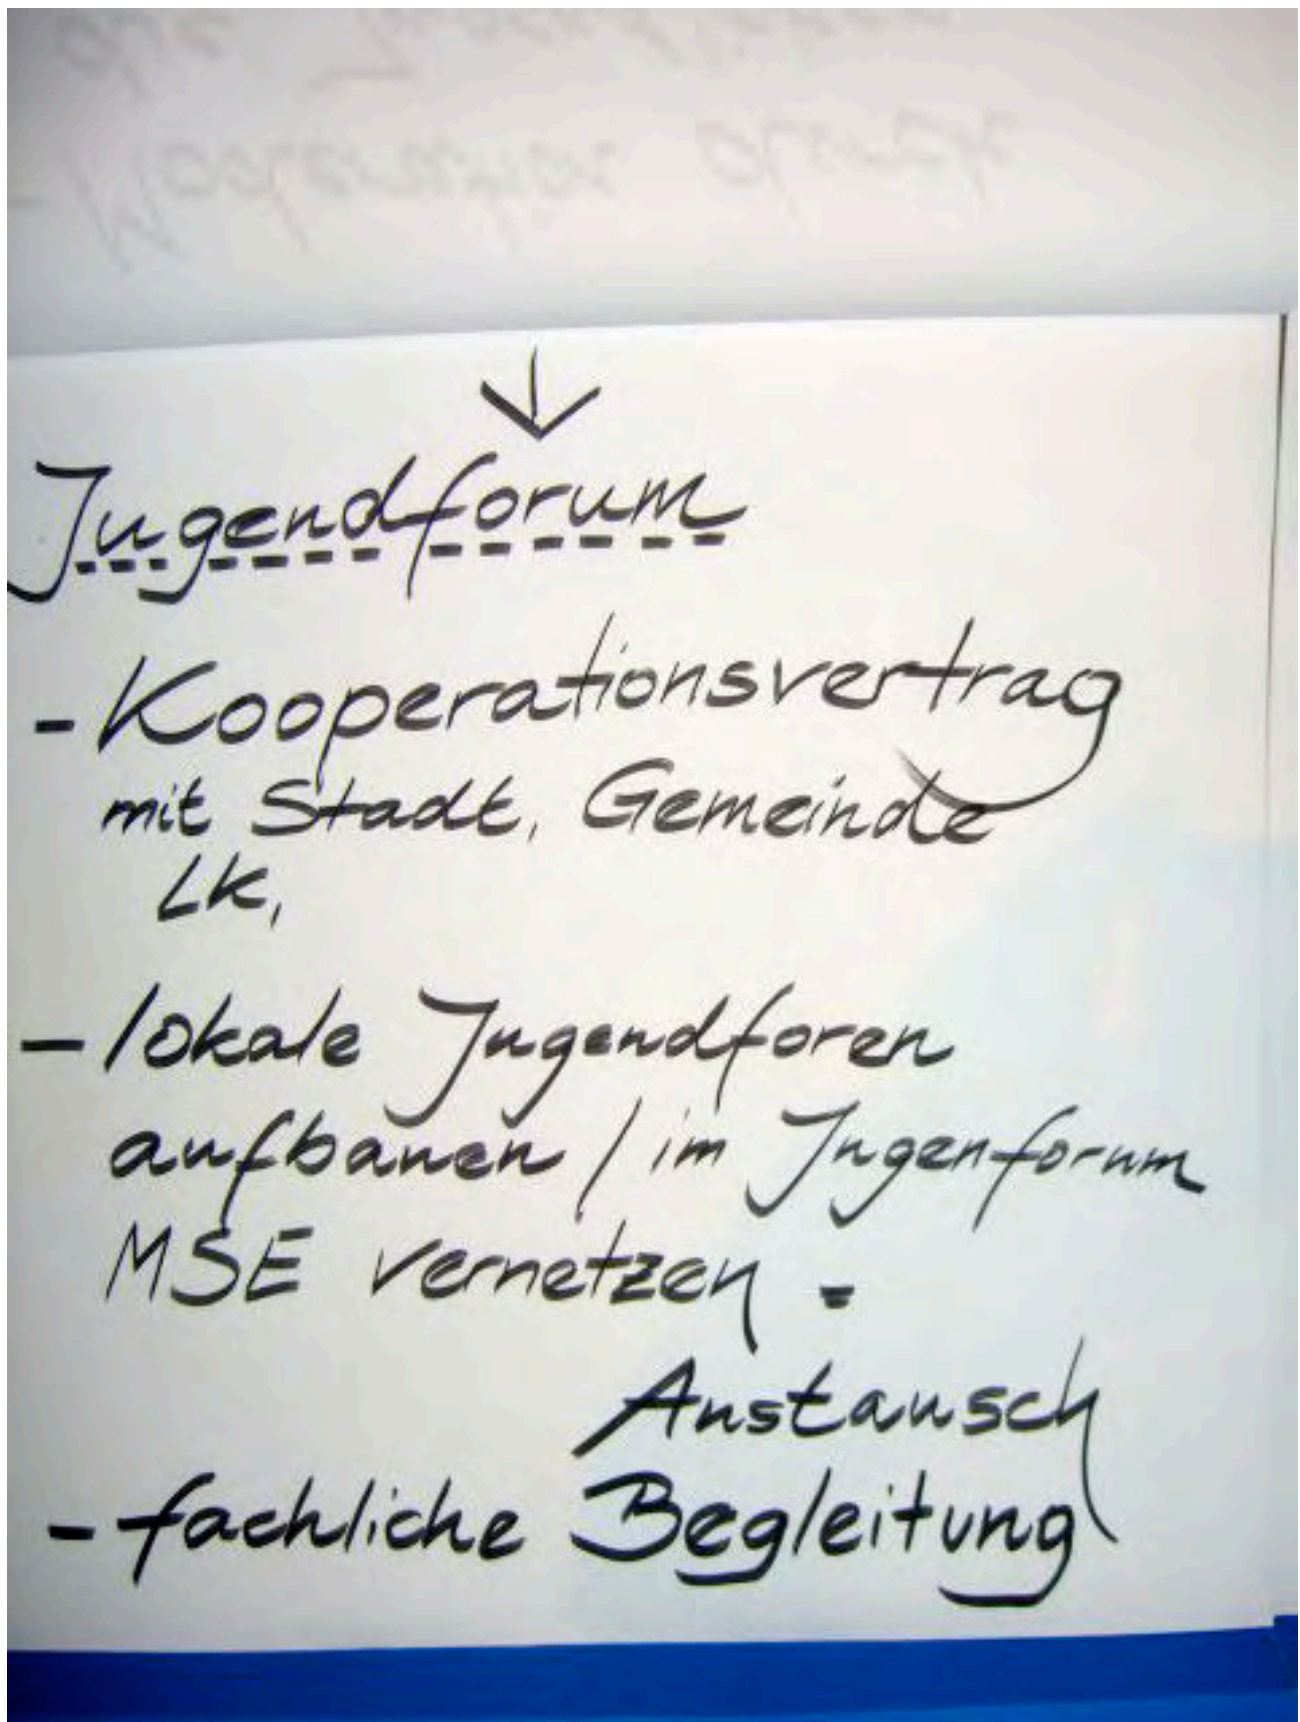 Jugendforum
- Kooperationsvertrag
mit Stadt, Gemeinde
LK,
- lokale Jugendforen
aufbauen / im Jugenforum
MSE vernetzen -
Austausch
- fachliche Begleitung